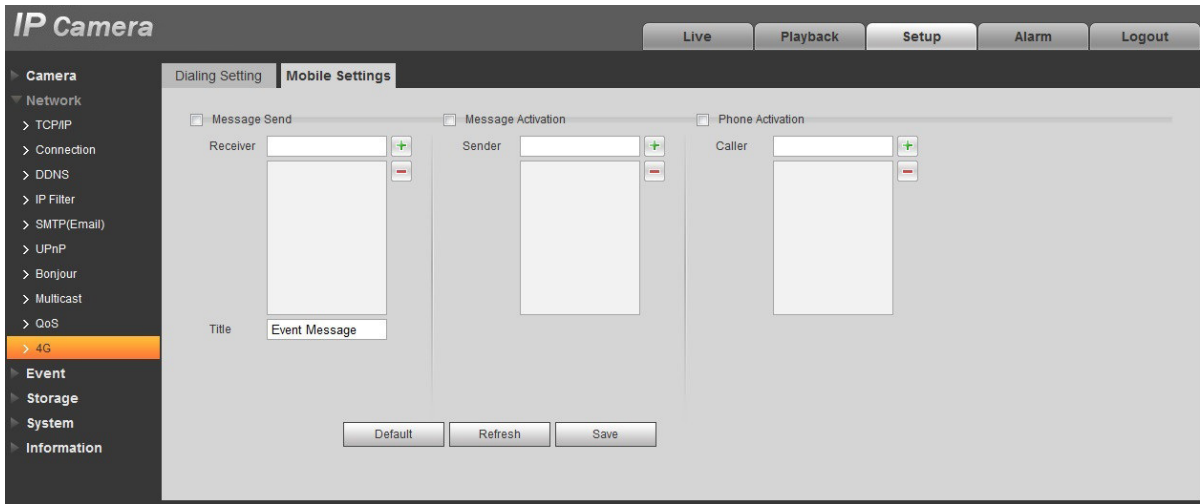 IP Camera
Live Playback Setup Alarm Logout
Camera
Network
TCP/IP
Connection
DDNS
IP Filter
SMTP(Email)
UPnP
Bonjour
Multicast
QoS
4G
Event
Storage
System
Information
Dialing Setting Mobile Settings
Message Send Message Activation Phone Activation
Receiver Sender Caller
Title Event Message
Default Refresh Save